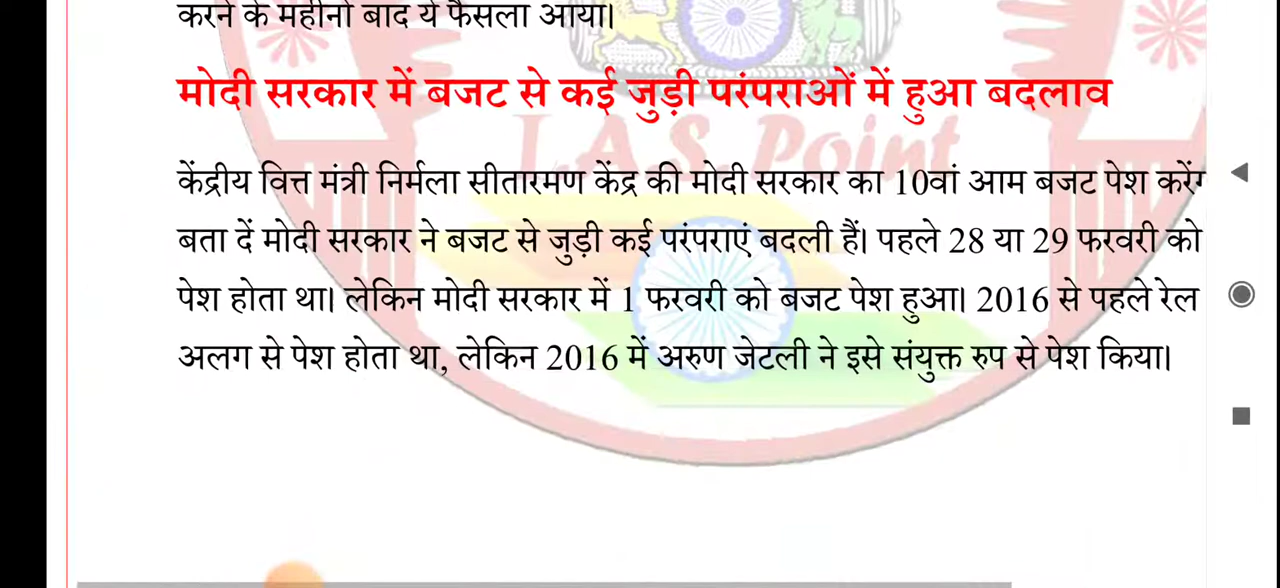 करने के महीनों बाद ये फैसला आया।
मोदी सरकार में बजट से कई जुड़ी परंपराओं में हुआ बदलाव
I.A.S. Point
केंद्रीय वित्त मंत्री निर्मला सीतारमण केंद्र की मोदी सरकार का 10वां आम बजट पेश
बता दें मोदी सरकार ने बजट से जुड़ी कई परंपराएं बदली हैं। पहले 28 या 29 फरवरी को
पेश होता था। लेकिन मोदी सरकार में 1 फरवरी को बजट पेश हुआ। 2016 से पहले रेल
अलग से पेश होता था, लेकिन 2016 में अरुण जेटली ने इसे संयुक्त रुप से पेश किया।